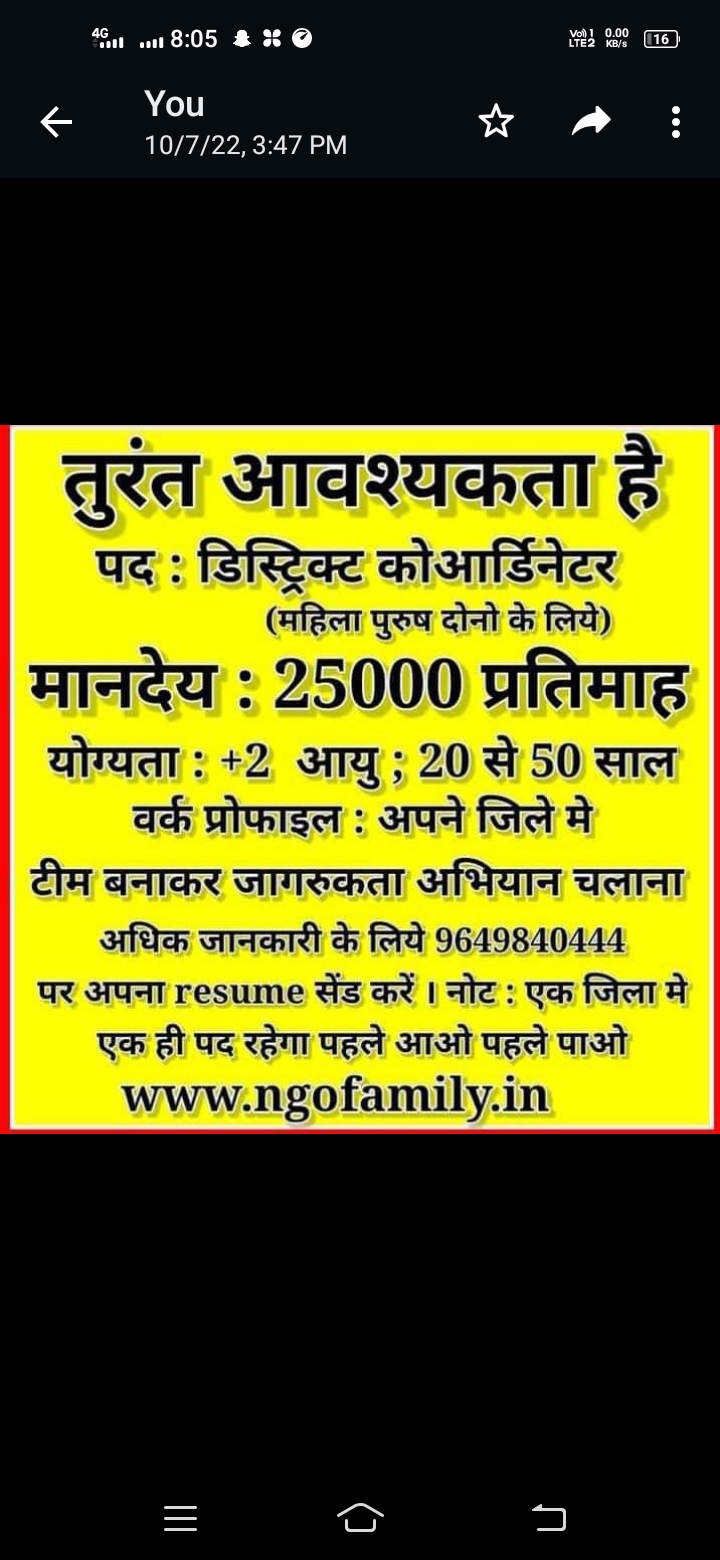 4G 8:05 Vo) 1 LTE2 0.00 KB/s 16
You
10/7/22, 3:47 PM
तुरंत आवश्यकता है
पद : डिस्ट्रिक्ट कोआर्डिनेटर
(महिला पुरुष दोनो के लिये)
मानदेय : 25000 प्रतिमाह
योग्यता : +2 आयु ; 20 से 50 साल
वर्क प्रोफाइल : अपने जिले मे
टीम बनाकर जागरुकता अभियान चलाना
अधिक जानकारी के लिये 9649840444
पर अपना resume सेंड करें । नोट : एक जिला मे
एक ही पद रहेगा पहले आओ पहले पाओ
www.ngofamily.in